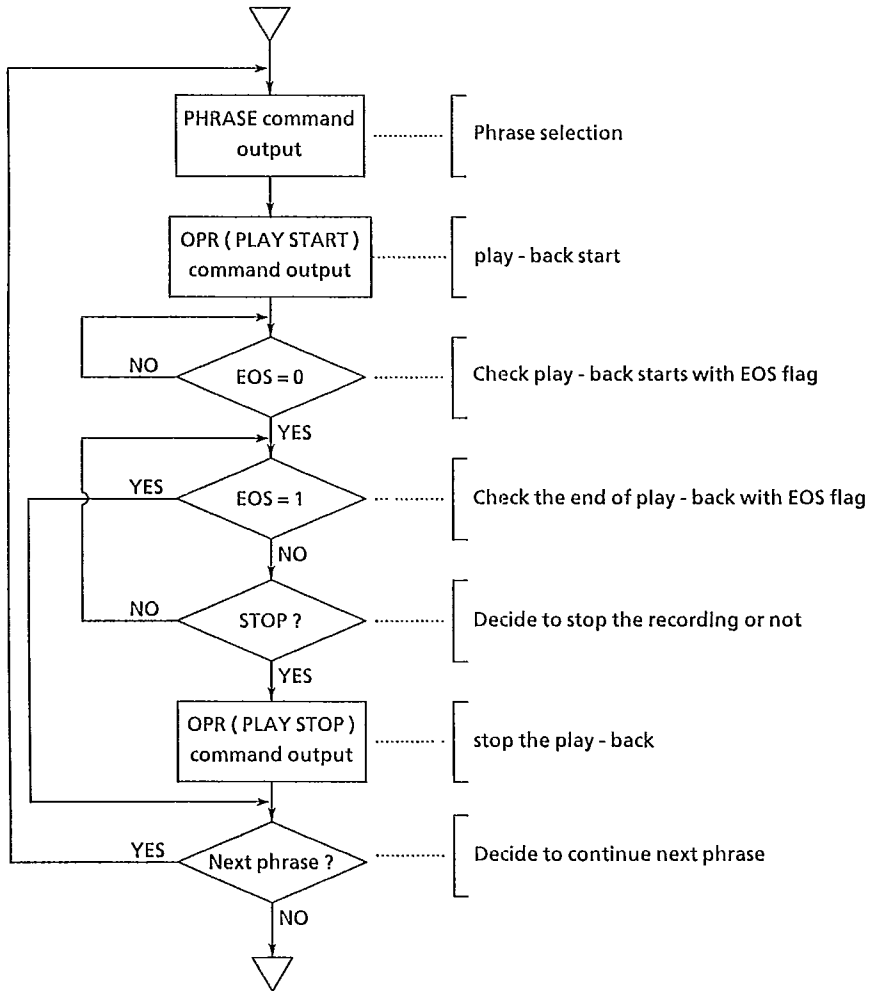 PHRASE command
output
Phrase selection
OPR ( PLAY START )
command output
play - back start
NO
EOS = 0
Check play - back starts with EOS flag
YES
YES
EOS = 1
Check the end of play - back with EOS flag
NO
NO
STOP ?
Decide to stop the recording or not
YES
OPR ( PLAY STOP )
command output
stop the play - back
YES
Next phrase ?
Decide to continue next phrase
NO